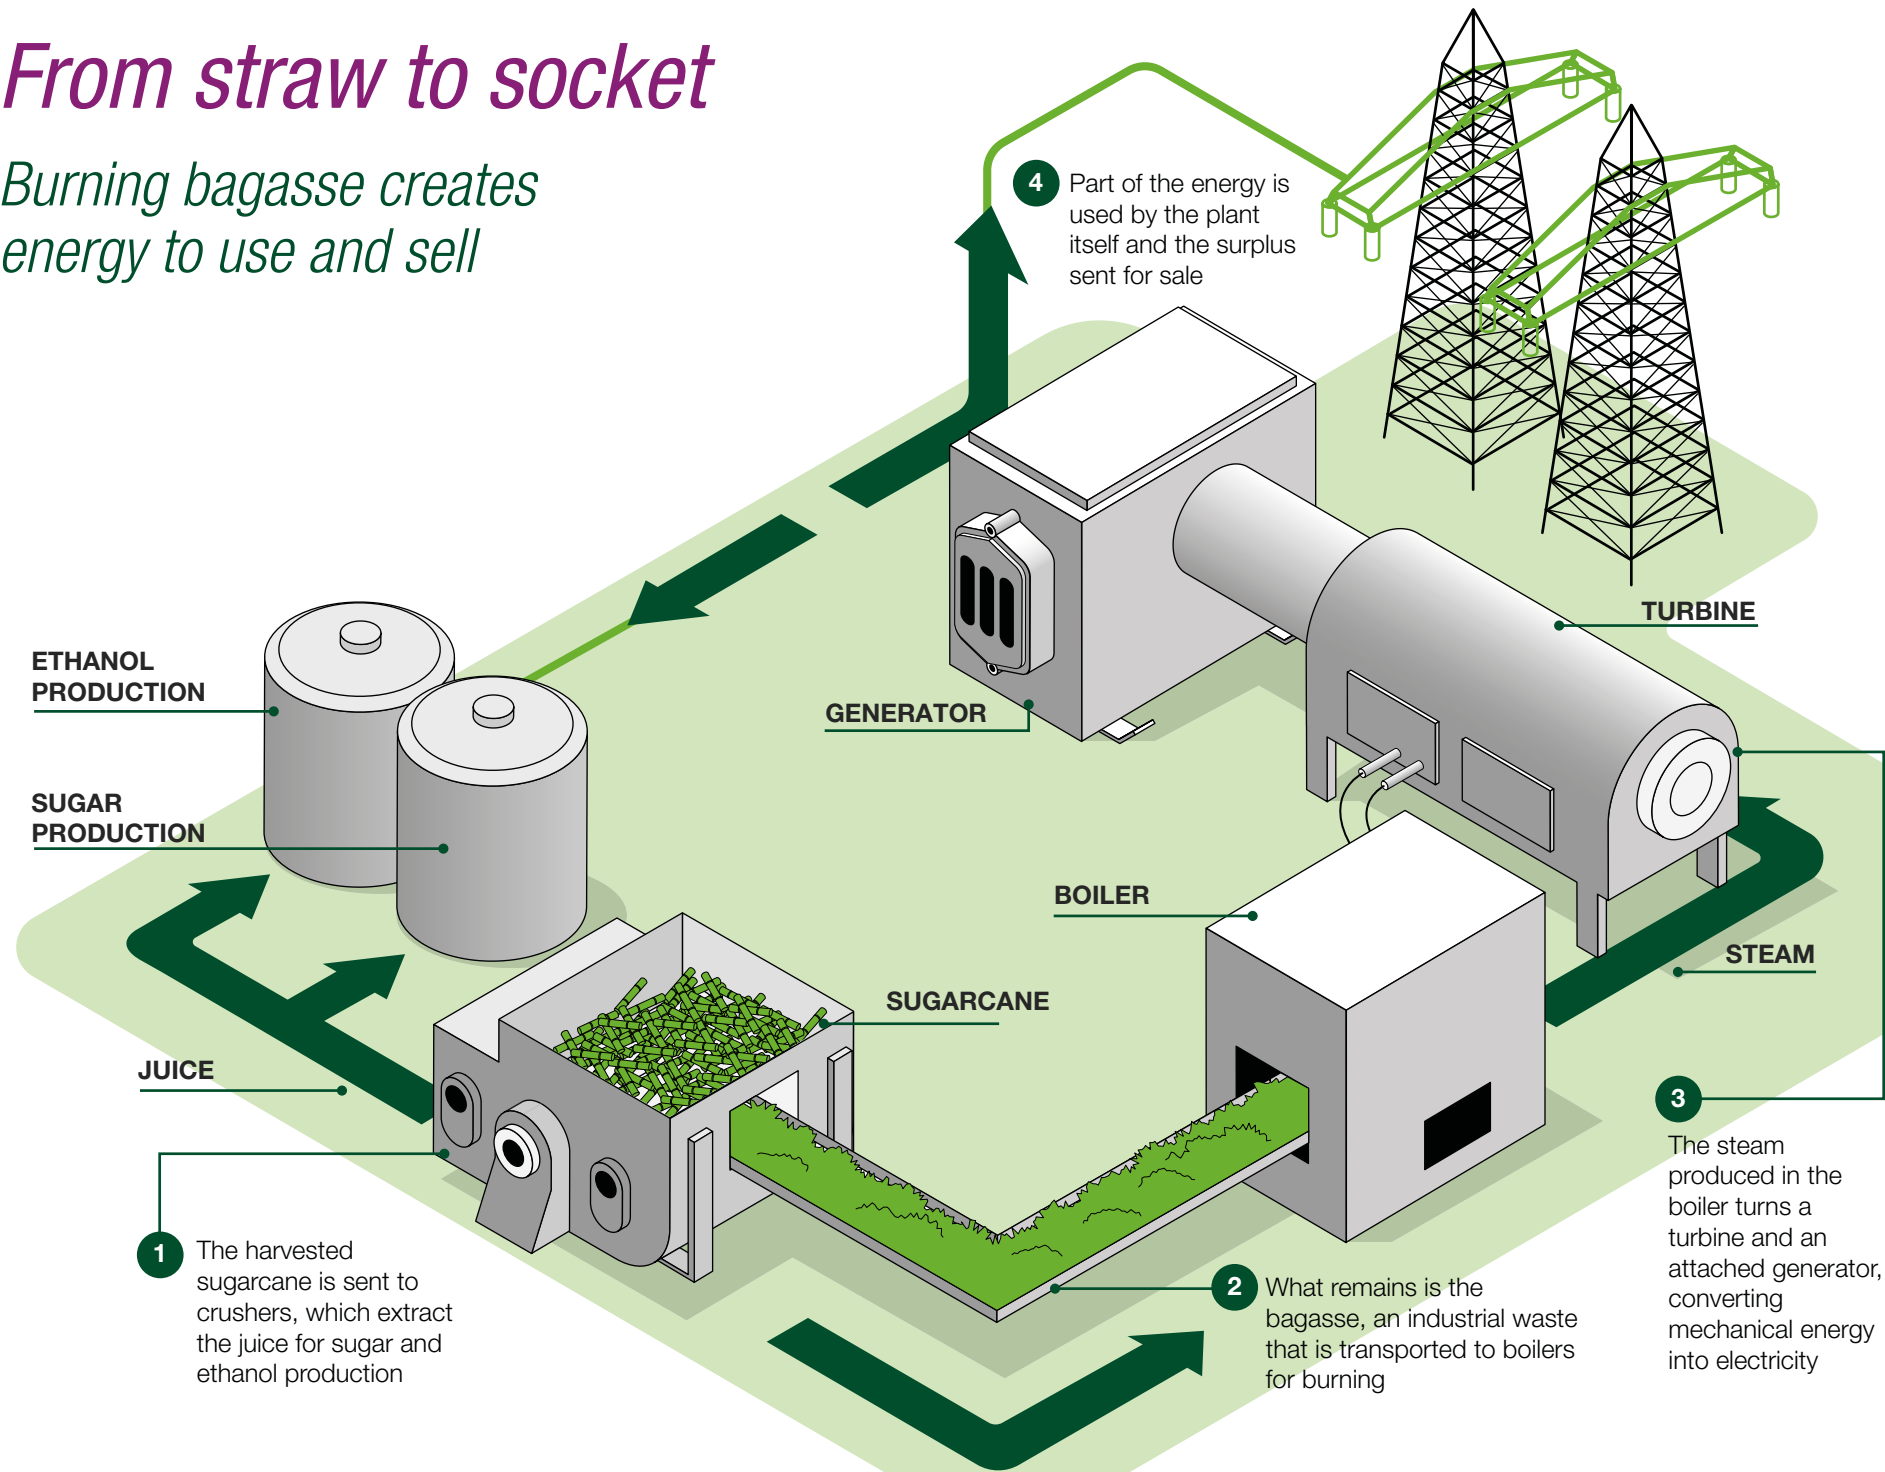 From straw to socket
Burning bagasse creates
energy to use and sell
4
Part of the energy is
used by the plant
itself and the surplus
sent for sale
TURBINE
ETHANOL
PRODUCTION
GENERATOR
SUGAR
PRODUCTION
BOILER
STEAM
SUGARCANE
JUICE
1
The harvested
sugarcane is sent to
crushers, which extract
the juice for sugar and
ethanol production
2
What remains is the
bagasse, an industrial waste
that is transported to boilers
for burning
3
The steam
produced in the
boiler turns a
turbine and an
attached generator,
converting
mechanical energy
into electricity